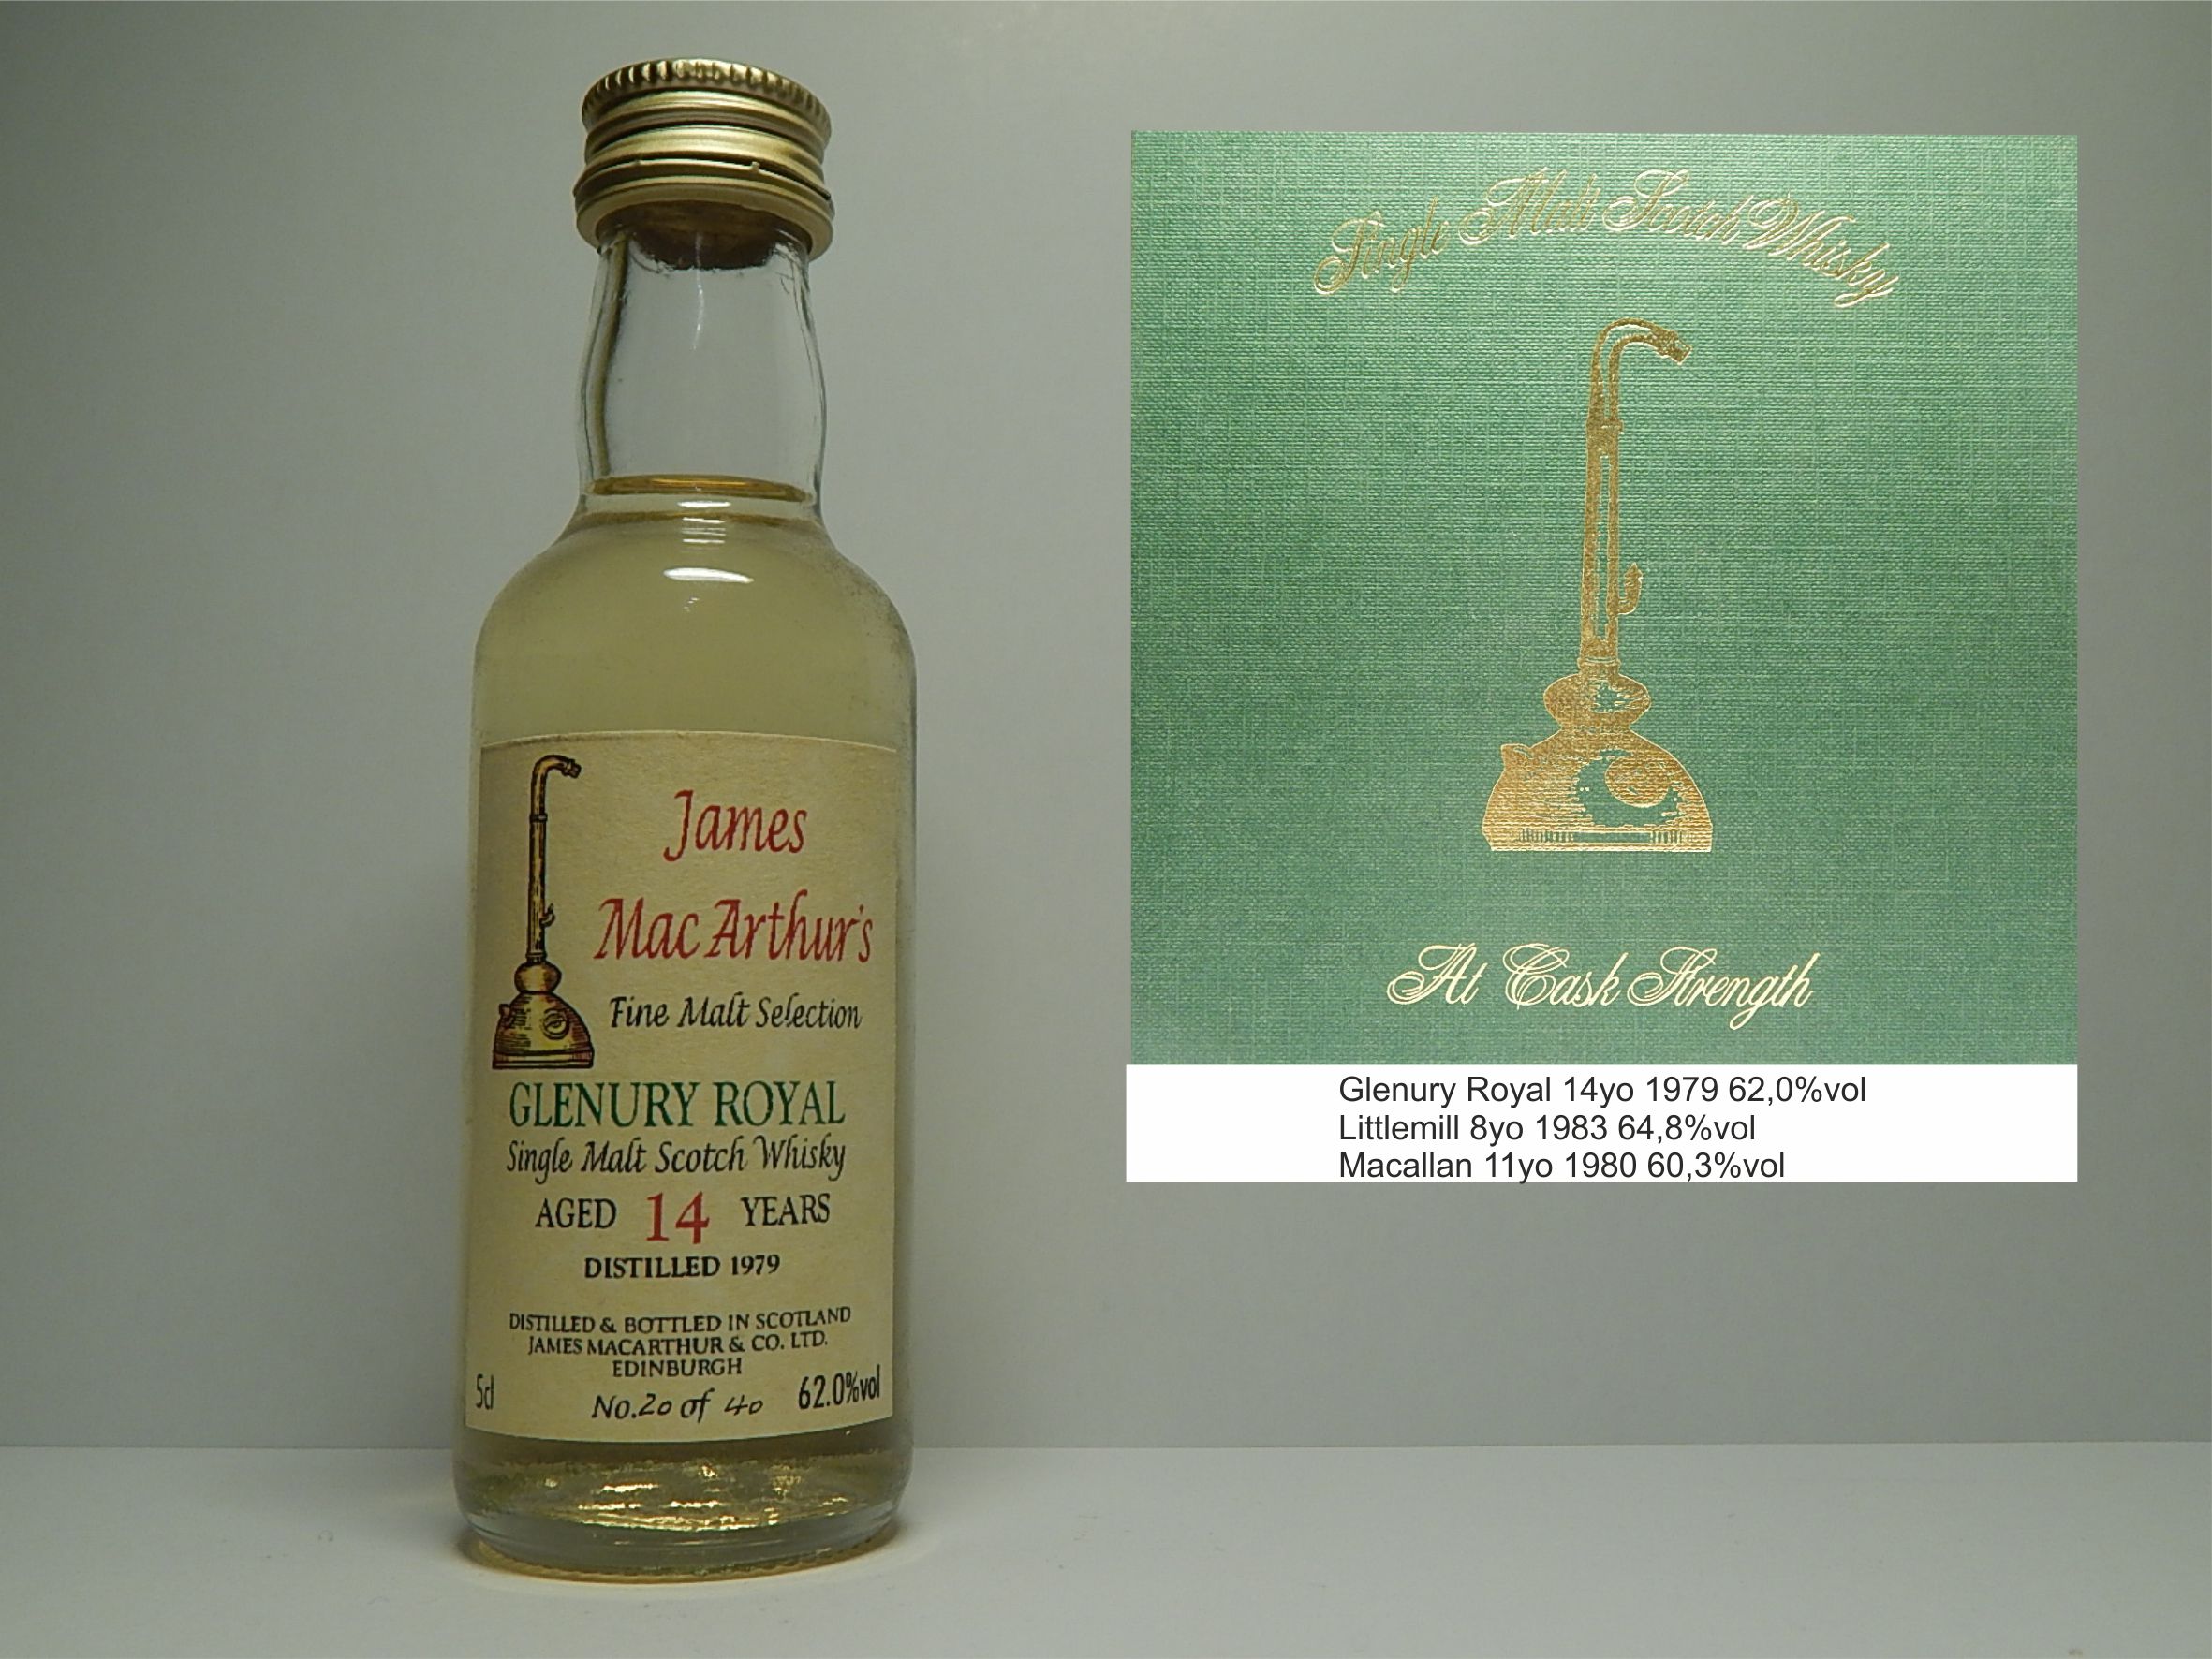 James
Mac Arthur's
Fine Malt Selection
GLENURY ROYAL
Single Malt Scotch Whisky
AGED 14 YEARS
DISTILLED 1979
DISTILLED & BOTTLED IN SCOTLAND
JAMES MACARTHUR & CO. LTD.
EDINBURGH
5cl No.20 of 40 62.0%vol
Single Malt Scotch Whisky
At Cask Strength
Glenury Royal 14yo 1979 62,0%vol
Littlemill 8yo 1983 64,8%vol
Macallan 11yo 1980 60,3%vol